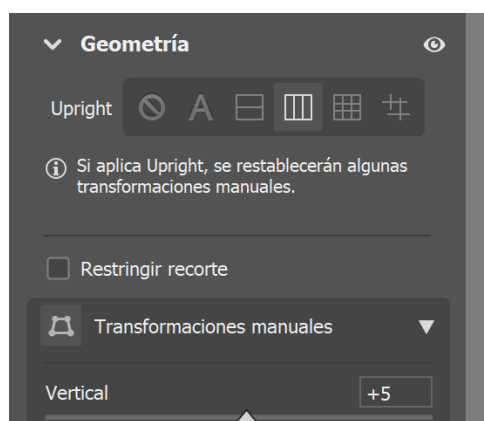 Geometría
Upright A
Si aplica Upright, se restablecerán algunas
transformaciones manuales.
Restringir recorte
Transformaciones manuales
Vertical +5